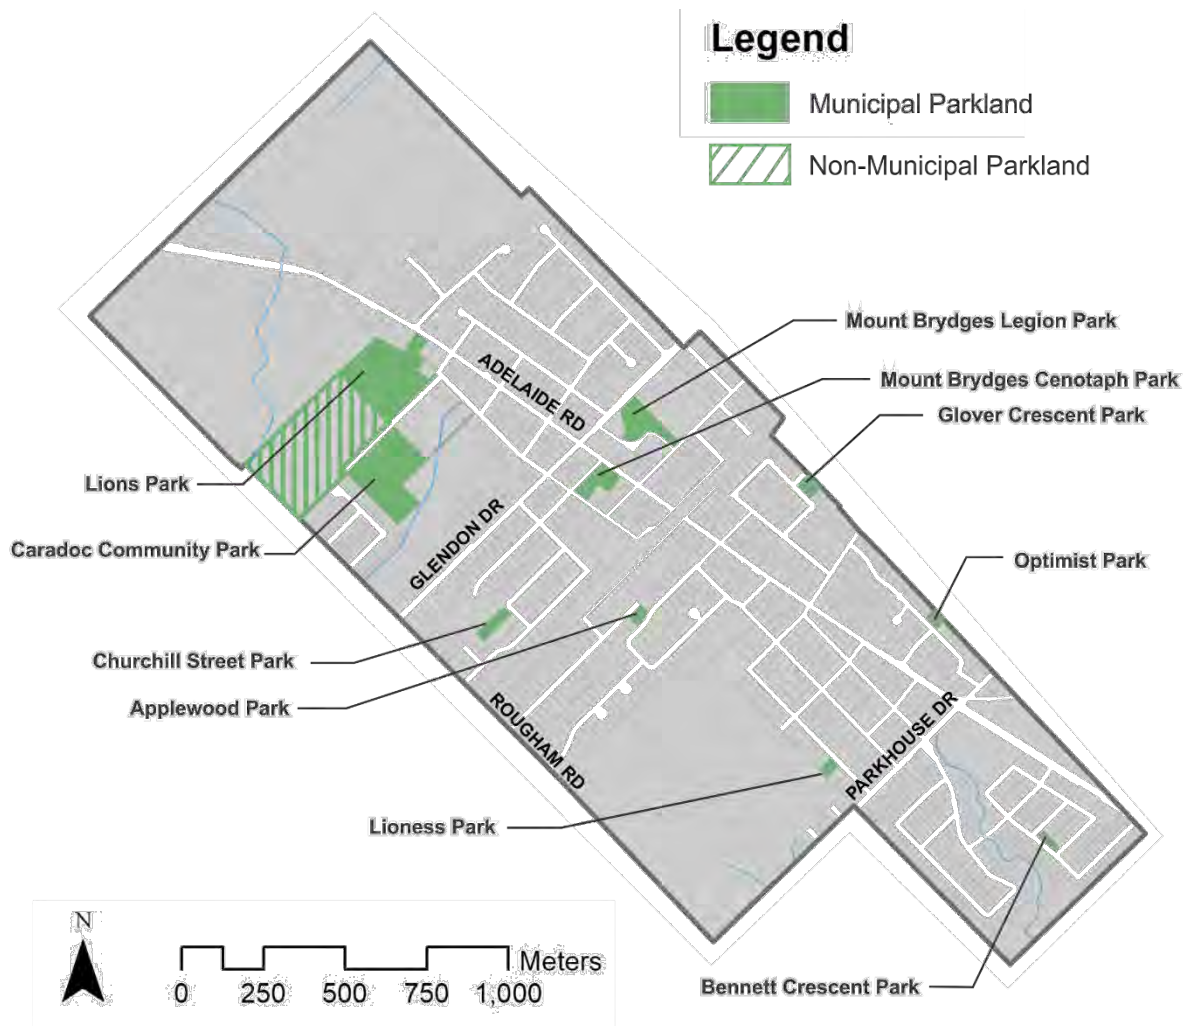 Legend
Municipal Parkland
Non-Municipal Parkland
Mount Brydges Legion Park
Mount Brydges Cenotaph Park
Glover Crescent Park
ADELAIDE RD
Lions Park
GLENDON DR
Caradoc Community Park
Optimist Park
Churchill Street Park
Applewood Park
ROUGHAM RD
PARKHOUSE DR
Lioness Park
N
Meters
0 250 500 750 1,000
Bennett Crescent Park